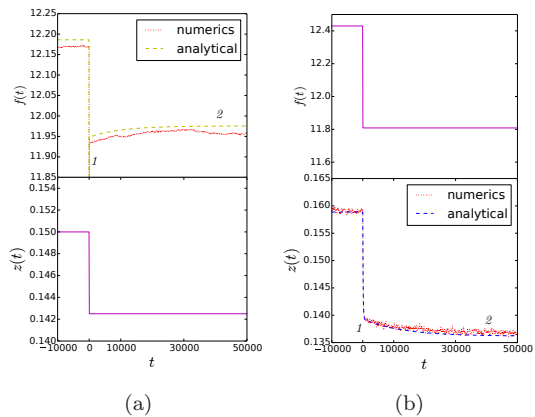 12.25
12.20
12.15
12.10
12.05
12.00
11.95
11.90
11.85
f(t)
numerics
analytical
1
2
0.154
0.152
0.150
0.148
0.146
0.144
0.142
0.140
z(t)
−10000 0 10000 30000 50000
t
(a)
12.4
12.2
12.0
11.8
11.6
f(t)
0.165
0.160
0.155
0.150
0.145
0.140
0.135
z(t)
numerics
analytical
1
2
−10000 0 10000 30000 50000
t
(b)